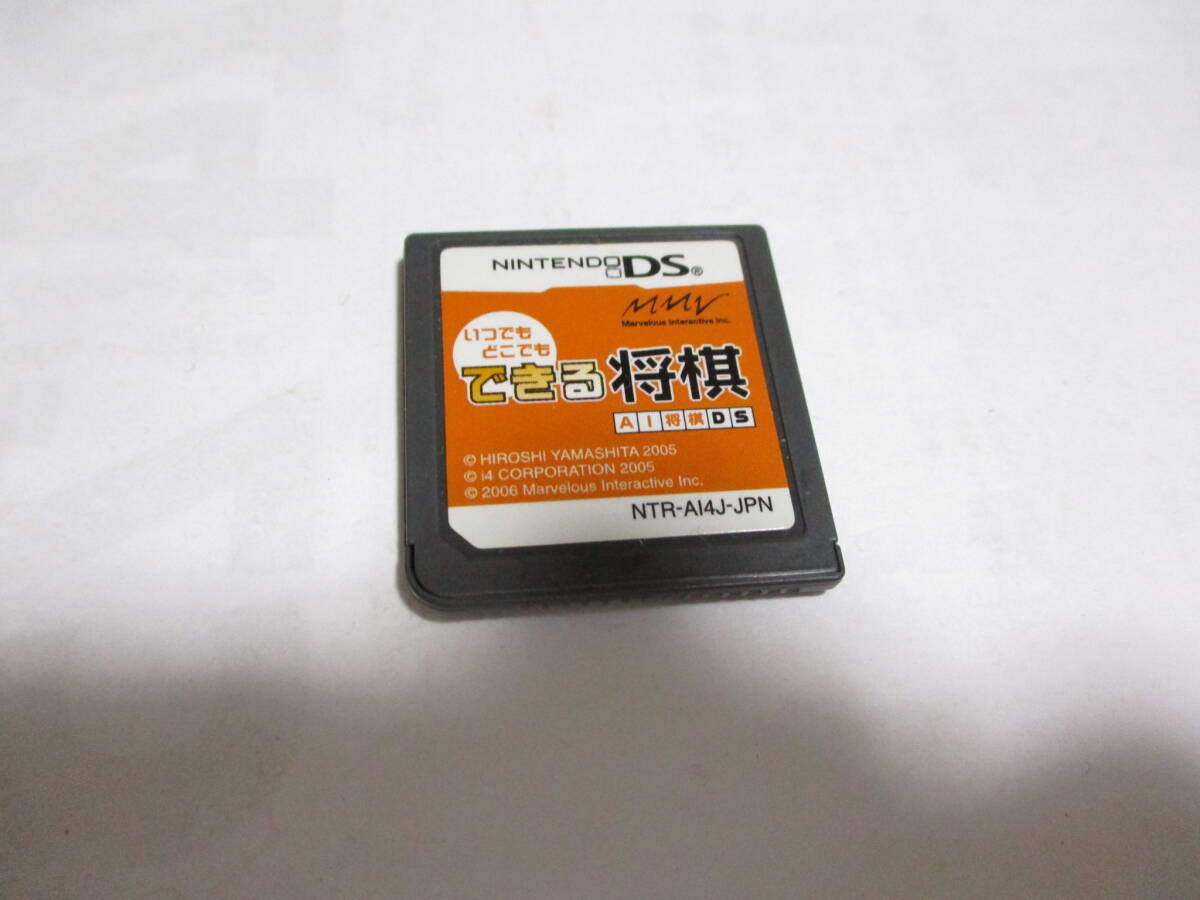 NINTENDO DS®
MMV
Marvelous Interactive Inc.
いつでも
どこでも
できる将棋
AI将棋DS
© HIROSHI YAMASHITA 2005
© i4 CORPORATION 2005
© 2006 Marvelous Interactive Inc.
NTR-AI4J-JPN